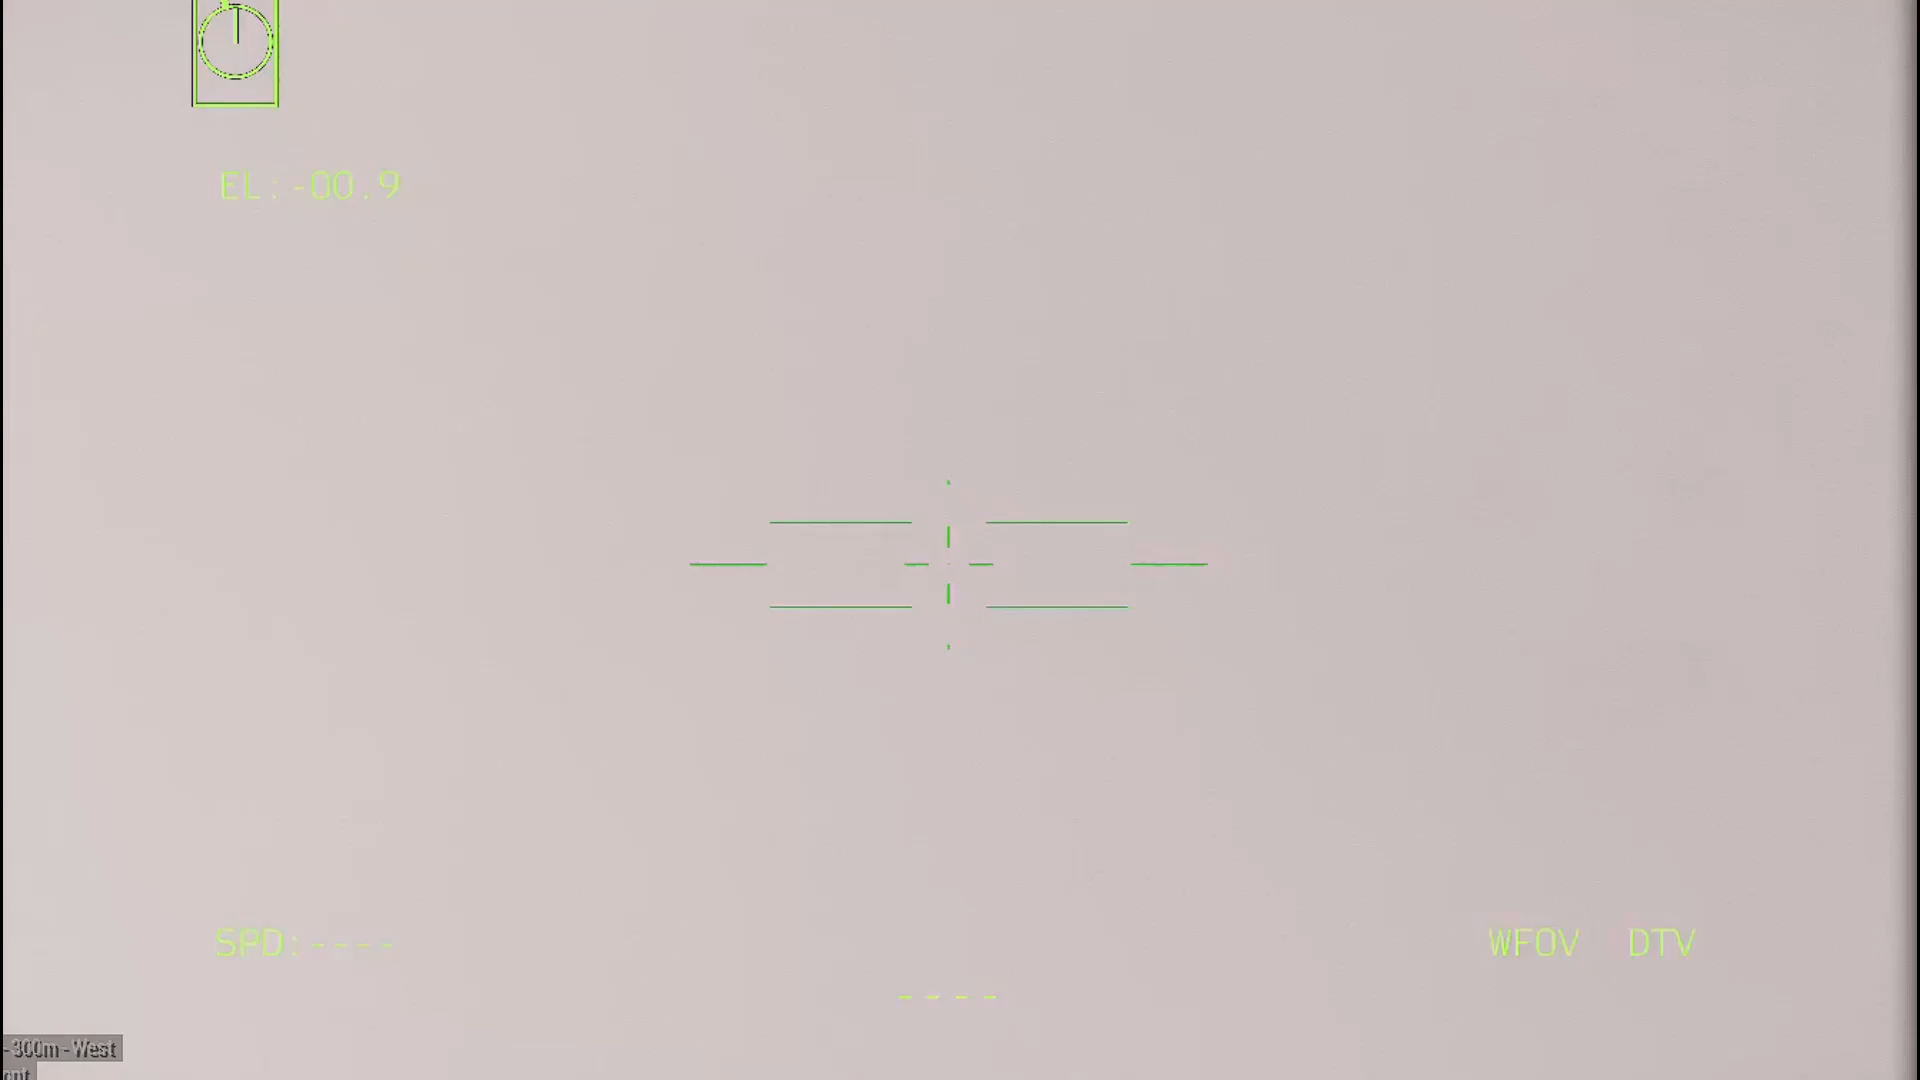 EL:-00.9
SPD:----
WFOV DTV
----
- 300m - West